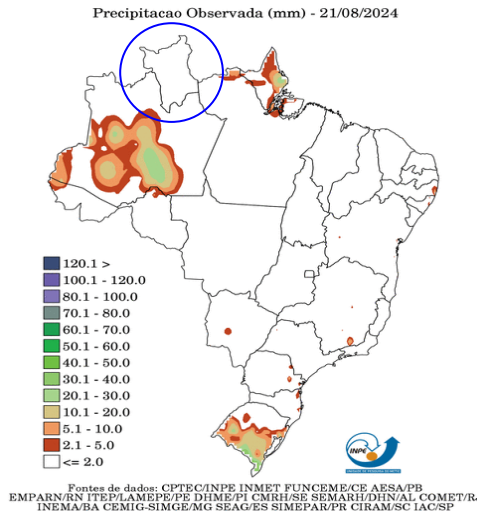 Precipitacao Observada (mm) - 21/08/2024
120.1 >
100.1 - 120.0
80.1 - 100.0
70.1 - 80.0
60.1 - 70.0
50.1 - 60.0
40.1 - 50.0
30.1 - 40.0
20.1 - 30.0
10.1 - 20.0
5.1 - 10.0
2.1 - 5.0
<= 2.0
INPE
Fontes de dados: CPTEC/INPE INMET FUNCEME/CE AESA/PB
EMPARN/RN ITEP/LAMEPE/PE DHME/PI CMRH/SE SEMARH/DHN/AL COMET/RJ
INEMA/BA CEMIG-SIMGE/MG SEAG/ES SIMEPAR/PR CIRAM/SC IAC/SP